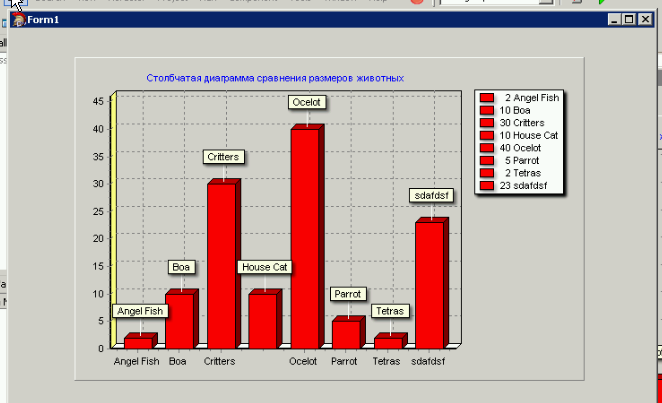 Form1
Столбчатая диаграмма сравнения размеров животных
45
40
35
30
25
20
15
10
5
0
Ocelot
Critters
sdafdsf
Boa
House Cat
Parrot
Angel Fish
Tetras
Angel Fish
Boa
Critters
Ocelot
Parrot
Tetras
sdafdsf
2 Angel Fish
10 Boa
30 Critters
10 House Cat
40 Ocelot
5 Parrot
2 Tetras
23 sdafdsf